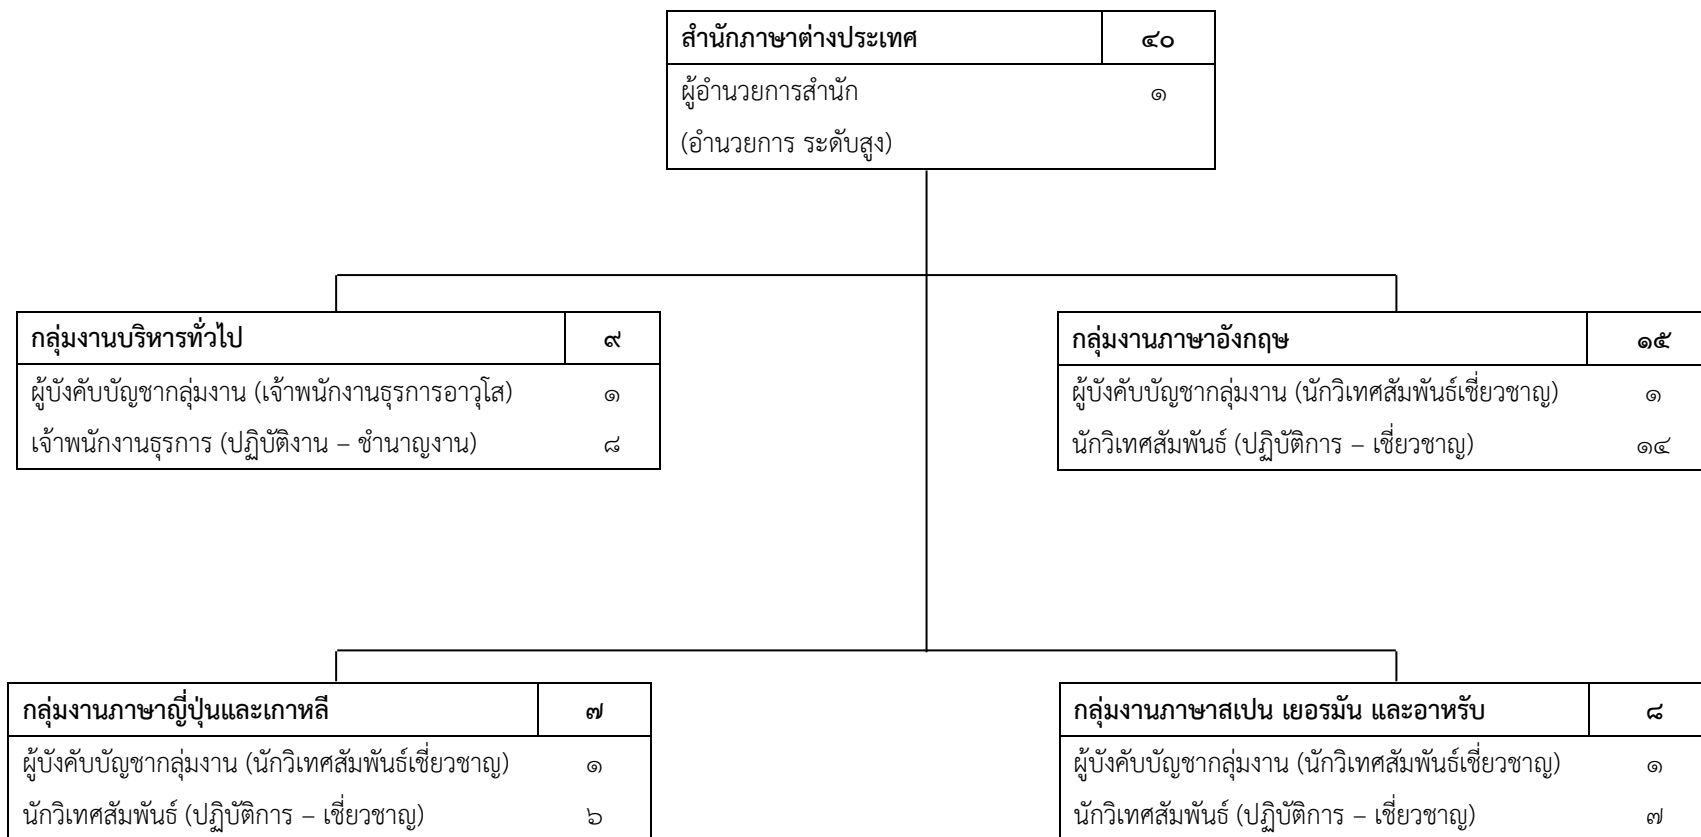 สำนักภาษาต่างประเทศ ๔๐
ผู้อำนวยการสำนัก ๑
(อำนวยการ ระดับสูง)
กลุ่มงานบริหารทั่วไป ๙
ผู้บังคับบัญชากลุ่มงาน (เจ้าพนักงานธุรการอาวุโส) ๑
เจ้าพนักงานธุรการ (ปฏิบัติงาน – ชำนาญงาน) ๘
กลุ่มงานภาษาอังกฤษ ๑๕
ผู้บังคับบัญชากลุ่มงาน (นักวิเทศสัมพันธ์เชี่ยวชาญ) ๑
นักวิเทศสัมพันธ์ (ปฏิบัติการ – เชี่ยวชาญ) ๑๔
กลุ่มงานภาษาญี่ปุ่นและเกาหลี ๗
ผู้บังคับบัญชากลุ่มงาน (นักวิเทศสัมพันธ์เชี่ยวชาญ) ๑
นักวิเทศสัมพันธ์ (ปฏิบัติการ – เชี่ยวชาญ) ๖
กลุ่มงานภาษาสเปน เยอรมัน และอาหรับ ๘
ผู้บังคับบัญชากลุ่มงาน (นักวิเทศสัมพันธ์เชี่ยวชาญ) ๑
นักวิเทศสัมพันธ์ (ปฏิบัติการ – เชี่ยวชาญ) ๗